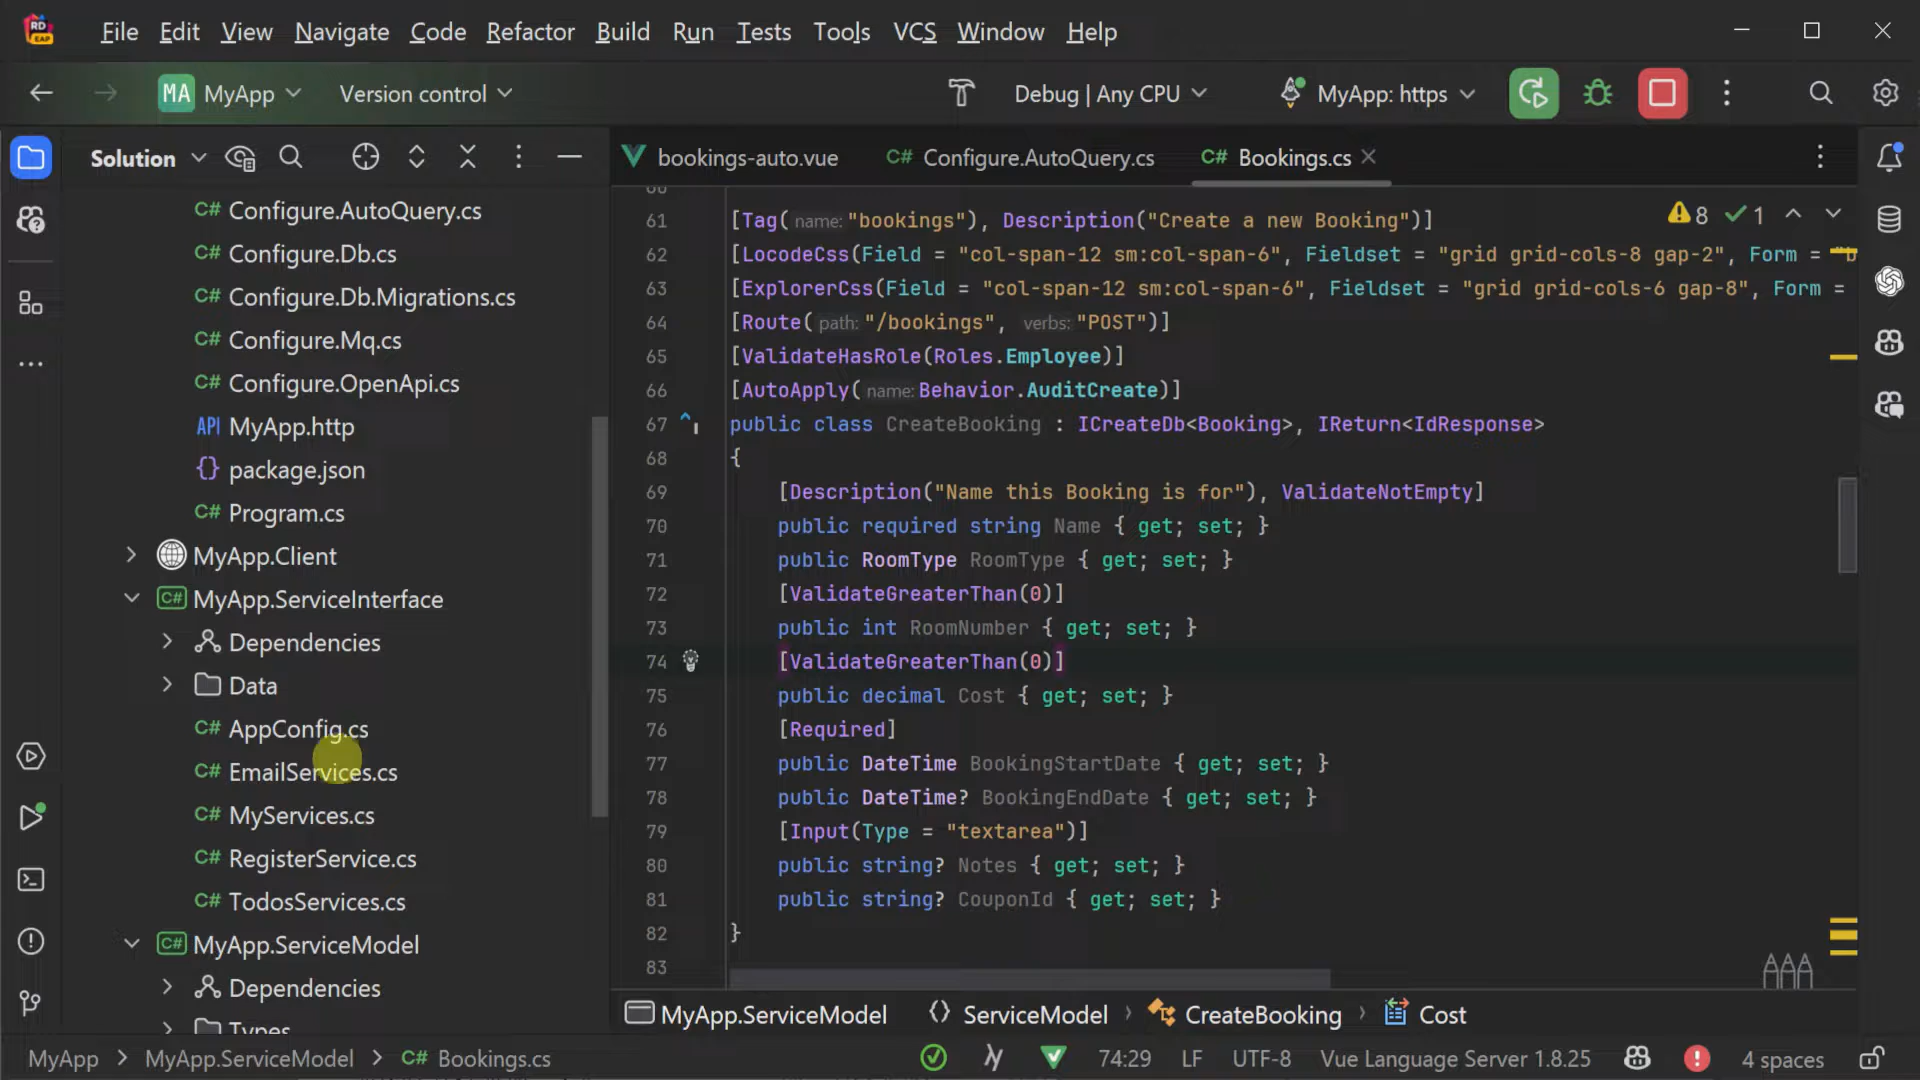 File Edit View Navigate Code Refactor Build Run Tests Tools VCS Window Help
MA MyApp Version control Debug | Any CPU MyApp: https
Solution
Configure.AutoQuery.cs
Configure.Db.cs
Configure.Db.Migrations.cs
Configure.Mq.cs
Configure.OpenApi.cs
API MyApp.http
package.json
C# Program.cs
MyApp.Client
C# MyApp.ServiceInterface
Dependencies
Data
C# AppConfig.cs
C# EmailServices.cs
C# MyServices.cs
C# RegisterService.cs
C# TodosServices.cs
C# MyApp.ServiceModel
Dependencies
Types
bookings-auto.vue C# Configure.AutoQuery.cs C# Bookings.cs
8 1
60
61 [Tag( name: "bookings"), Description("Create a new Booking")]
62 [LocodeCss(Field = "col-span-12 sm:col-span-6", Fieldset = "grid grid-cols-8 gap-2", Form = "b
63 [ExplorerCss(Field = "col-span-12 sm:col-span-6", Fieldset = "grid grid-cols-6 gap-8", Form =
64 [Route( path: "/bookings", verbs: "POST")]
65 [ValidateHasRole(Roles.Employee)]
66 [AutoApply( name: Behavior.AuditCreate)]
67 public class CreateBooking : ICreateDb<Booking>, IReturn<IdResponse>
68 {
69 [Description("Name this Booking is for"), ValidateNotEmpty]
70 public required string Name { get; set; }
71 public RoomType RoomType { get; set; }
72 [ValidateGreaterThan(0)]
73 public int RoomNumber { get; set; }
74 [ValidateGreaterThan(0)]
75 public decimal Cost { get; set; }
76 [Required]
77 public DateTime BookingStartDate { get; set; }
78 public DateTime? BookingEndDate { get; set; }
79 [Input(Type = "textarea")]
80 public string? Notes { get; set; }
81 public string? CouponId { get; set; }
82 }
83
MyApp.ServiceModel ServiceModel CreateBooking Cost
MyApp MyApp.ServiceModel C# Bookings.cs 74:29 LF UTF-8 Vue Language Server 1.8.25 4 spaces